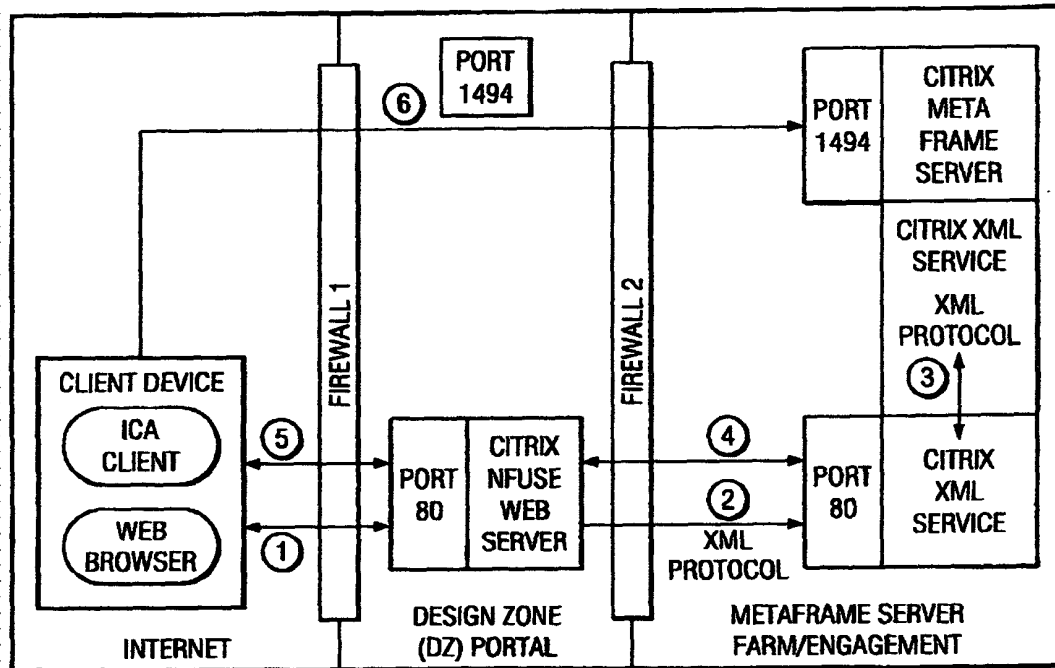 PORT
1494
6
PORT
1494
CITRIX
META
FRAME
SERVER
CITRIX XML
SERVICE
XML
PROTOCOL
3
FIREWALL 1
FIREWALL 2
CLIENT DEVICE
ICA
CLIENT
WEB
BROWSER
5
1
PORT
80
CITRIX
NFUSE
WEB
SERVER
4
2
XML
PROTOCOL
PORT
80
CITRIX
XML
SERVICE
INTERNET
DESIGN ZONE
(DZ) PORTAL
METAFRAME SERVER
FARM/ENGAGEMENT